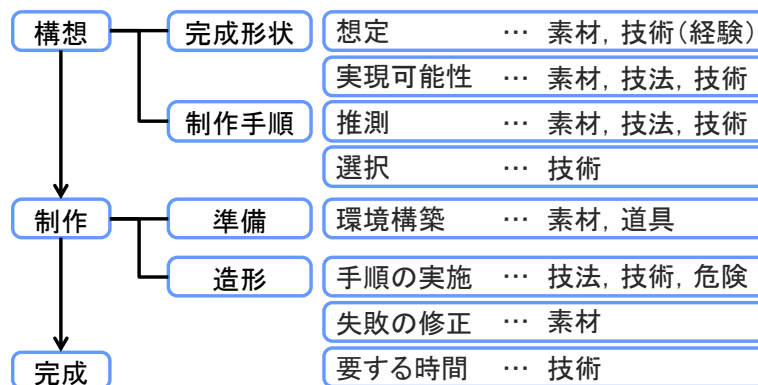 構想 完成形状 想定 … 素材，技術（経験）
実現可能性 … 素材，技法，技術
制作手順 推測 … 素材，技法，技術
選択 … 技術
制作 準備 環境構築 … 素材，道具
造形 手順の実施 … 技法，技術，危険
失敗の修正 … 素材
完成 要する時間 … 技術